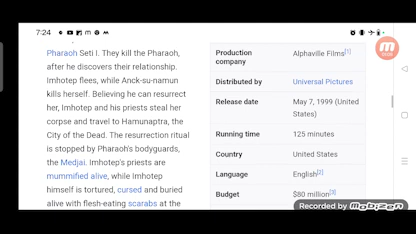 7:24
Pharaoh Seti I. They kill the Pharaoh,
after he discovers their relationship.
Imhotep flees, while Anck-su-namun
kills herself. Believing he can resurrect
her, Imhotep and his priests steal her
corpse and travel to Hamunaptra, the
City of the Dead. The resurrection ritual
is stopped by Pharaoh's bodyguards,
the Medjai. Imhotep's priests are
mummified alive, while Imhotep
himself is tortured, cursed and buried
alive with flesh-eating scarabs at the
Production
company
Alphaville Films[1]
Distributed by
Universal Pictures
Release date
May 7, 1999 (United
States)
Running time
125 minutes
Country
United States
Language
English[2]
Budget
$80 million[3]
Recorded by Mobizen